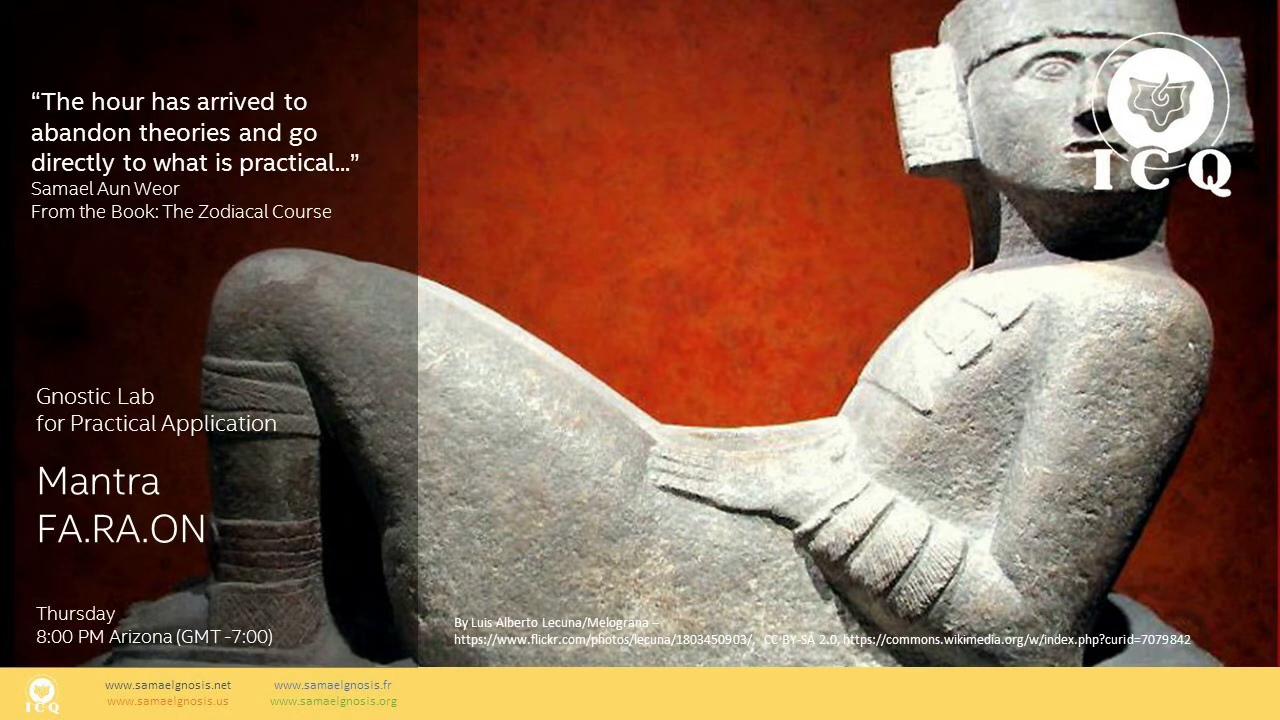 “The hour has arrived to
abandon theories and go
directly to what is practical...”
Samael Aun Weor
From the Book: The Zodiacal Course
ICQ
Gnostic Lab
for Practical Application
Mantra
FA.RA.ON
Thursday
8:00 PM Arizona (GMT -7:00)
By Luis Alberto Lecuna/Melograna –
https://www.flickr.com/photos/lecuna/1803450903/, CC BY-SA 2.0, https://commons.wikimedia.org/w/index.php?curid=7079842
ICQ
www.samaelgnosis.net www.samaelgnosis.fr
www.samaelgnosis.us www.samaelgnosis.org